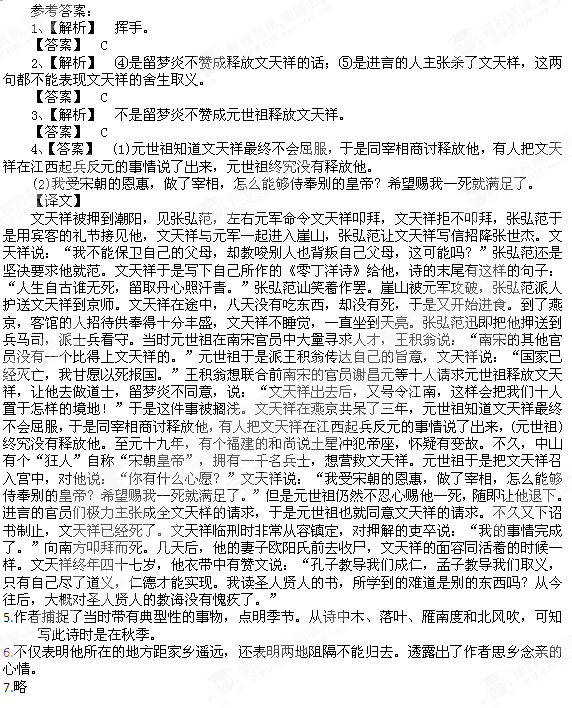 参考答案：
1、【解析】 挥手。
【答案】 C
2、【解析】 ④是留梦炎不赞成释放文天祥的话；⑤是进言的人主张杀了文天样，这两
句都不能表现文天祥的舍生取义。
【答案】 C
3、【解析】 不是留梦炎不赞成元世祖释放文天祥。
【答案】 C
4、【答案】 (1)元世祖知道文天祥最终不会屈服，于是同宰相商讨释放他，有人把文天
祥在江西起兵反元的事情说了出来，元世祖终究没有释放他。
(2)我受宋朝的恩惠，做了宰相，怎么能够侍奉别的皇帝？希望赐我一死就满足了。
【译文】
文天祥被押到潮阳，见张弘范，左右元军命令文天祥叩拜，文天祥拒不叩拜，张弘范于
是用宾客的礼节接见他，文天祥与元军一起进入崖山，张弘范让文天祥写信招降张世杰。文
天祥说：“我不能保卫自己的父母，却教唆别人也背叛自己父母，这可能吗？”张弘范还是
坚决要求他就范。文天祥于是写下自己所作的《零丁洋诗》给他，诗的末尾有这样的句子：
“人生自古谁无死，留取丹心照汗青。”张弘范讪笑着作罢。崖山被元军攻破，张弘范派人
护送文天祥到京师。文天祥在途中，八天没有吃东西，却没有死，于是又开始进食。到了燕
京，客馆的人招待供奉得十分丰盛，文天祥不睡觉，一直坐到天亮。张弘范迅即把他押送到
兵马司，派士兵看守。当时元世祖在南宋官员中大量寻求人才，王积翁说：“南宋的其他官
员没有一个比得上文天祥的。”元世祖于是派王积翁传达自己的旨意，文天祥说：“国家已
经灭亡，我甘愿以死报国。”王积翁想联合前南宋的官员谢昌元等十人请求元世祖释放文天
祥，让他去做道士，留梦炎不同意，说：“文天祥出去后，又号令江南，这样会把我们十人
置于怎样的境地！”于是这件事被搁浇。文天祥在燕京共呆了三年，元世祖知道文天祥最终
不会屈服，于是同宰相商讨释放他，有人把文天祥在江西起兵反元的事情说了出来，(元世祖)
终究没有释放他。至元十九年，有个福建的和尚说土星冲犯帝座，怀疑有变故。不久，中山
有个“狂人”自称“宋朝皇帝”，拥有一千名兵士，想营救文天祥。元世祖于是把文天祥召
入宫中，对他说：“你有什么心愿？”文天祥说：“我受宋朝的恩惠，做了宰相，怎么能够
侍奉别的皇帝？希望赐我一死就满足了。”但是元世祖仍然不忍心赐他一死，随即让他退下。
进言的官员们极力主张成全文天样的请求，于是元世祖也就同意文天祥的请求。不久又下诏
书制止，文天祥已经死了。文天祥临刑时非常从容镇定，对押解的吏卒说：“我的事情完成
了。”向南方叩拜而死。几天后，他的妻子欧阳氏前去收尸，文天祥的面容同活着的时候一
样。文天祥终年四十七岁，他衣带中有赞文说：“孔子教导我们成仁，孟子教导我们取义，
只有自己尽了道义，仁德才能实现。我读圣人贤人的书，所学到的难道是别的东西吗？从今
往后，大概对圣人贤人的教诲没有愧疚了。”
5.作者捕捉了当时带有典型性的事物，点明季节。从诗中木、落叶、雁南度和北风吹，可知
写此诗时是在秋季。
6.不仅表明他所在的地方距家乡遥远，还表明两地阻隔不能归去。透露出了作者思乡念亲的
心情。
7.略